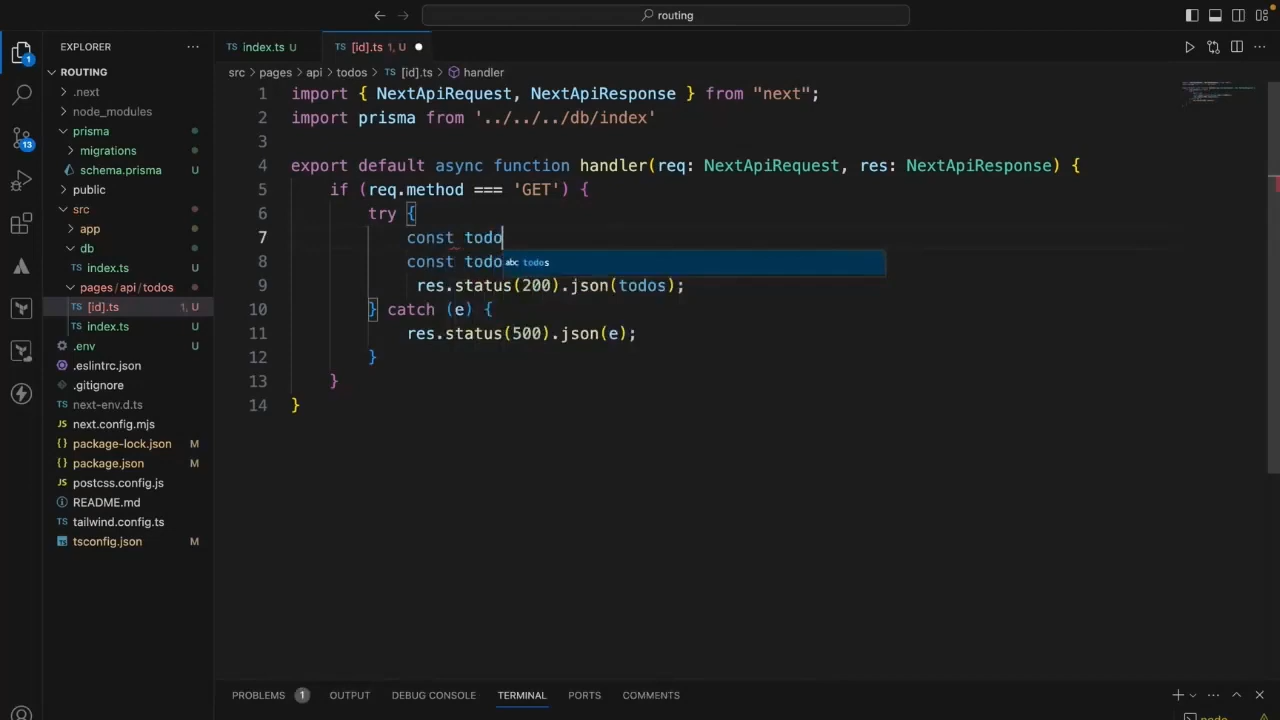 routing
EXPLORER
index.ts U
[id].ts 1, U
ROUTING
src > pages > api > todos > TS [id].ts > handler
.next
node_modules
prisma
migrations
schema.prisma U
public
src
app
db
index.ts U
pages/api/todos
[id].ts 1, U
index.ts U
.env U
.eslintrc.json
.gitignore
next-env.d.ts
next.config.mjs
package-lock.json M
package.json M
postcss.config.js
README.md
tailwind.config.ts
tsconfig.json M
1 import { NextApiRequest, NextApiResponse } from "next";
2 import prisma from '../../../db/index'
3
4 export default async function handler(req: NextApiRequest, res: NextApiResponse) {
5 if (req.method === 'GET') {
6 try {
7 const todo
8 const todo
abc todos
9 res.status(200).json(todos);
10 } catch (e) {
11 res.status(500).json(e);
12 }
13 }
14 }
PROBLEMS 1 OUTPUT DEBUG CONSOLE TERMINAL PORTS COMMENTS
node